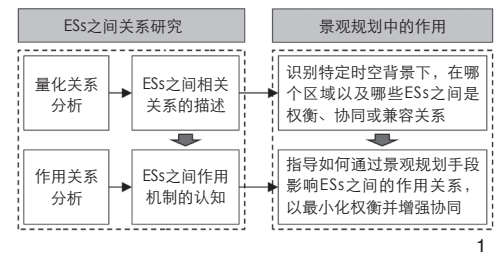 ESs之间关系研究
景观规划中的作用
量化关系
分析
ESs之间相关
关系的描述
识别特定时空背景下，在哪
个区域以及哪些ESs之间是
权衡、协同或兼容关系
作用关系
分析
ESs之间作用
机制的认知
指导如何通过景观规划手段
影响ESs之间的作用关系，
以最小化权衡并增强协同
1